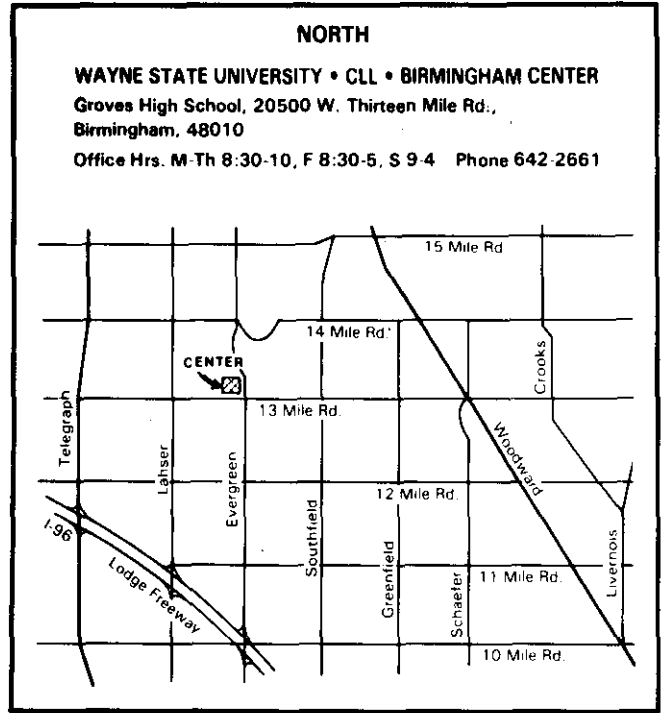 NORTH
WAYNE STATE UNIVERSITY • CLL • BIRMINGHAM CENTER
Groves High School, 20500 W. Thirteen Mile Rd.,
Birmingham, 48010
Office Hrs. M-Th 8:30-10, F 8:30-5, S 9-4 Phone 642-2661
15 Mile Rd
14 Mile Rd.
CENTER
Crooks
13 Mile Rd.
Telegraph
Lahser
Evergreen
Woodward
12 Mile Rd.
Southfield
I-96
Lodge Freeway
Greenfield
Schaefer
11 Mile Rd.
Livernois
10 Mile Rd.